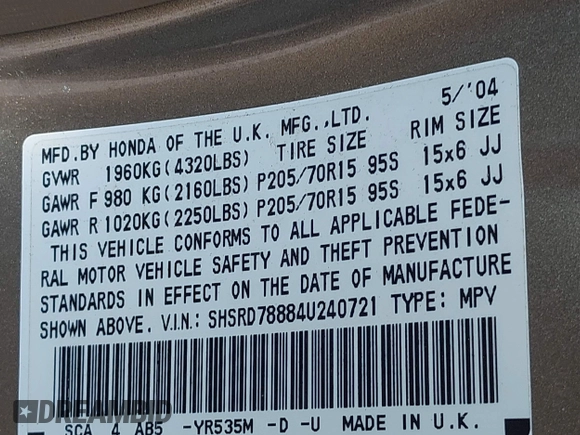 MFD.BY HONDA OF THE U.K. MFG.,LTD. 5/'04
GVWR 1960KG(4320LBS) TIRE SIZE RIM SIZE
GAWR F 980 KG(2160LBS) P205/70R15 95S 15x6 JJ
GAWR R 1020KG(2250LBS) P205/70R15 95S 15x6 JJ
THIS VEHICLE CONFORMS TO ALL APPLICABLE FEDE-
RAL MOTOR VEHICLE SAFETY AND THEFT PREVENTION
STANDARDS IN EFFECT ON THE DATE OF MANUFACTURE
SHOWN ABOVE. V.I.N.: SHSRD78884U240721 TYPE: MPV
SCA 4 AB5 -YR535M -D -U MADE IN U.K.
DREAMBID